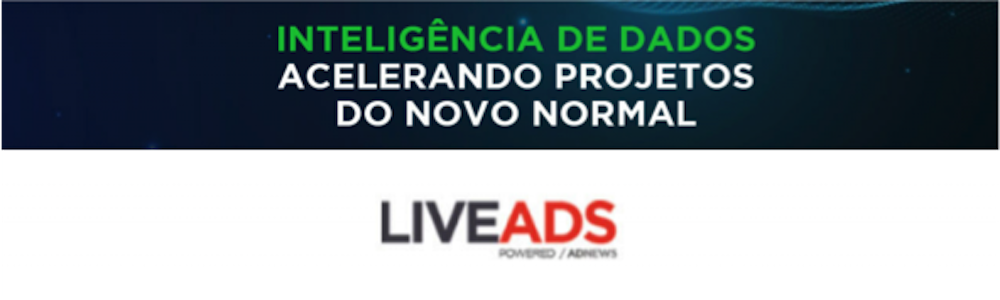 INTELIGÊNCIA DE DADOS
ACELERANDO PROJETOS
DO NOVO NORMAL
LIVEADS
POWERED / ADNEWS